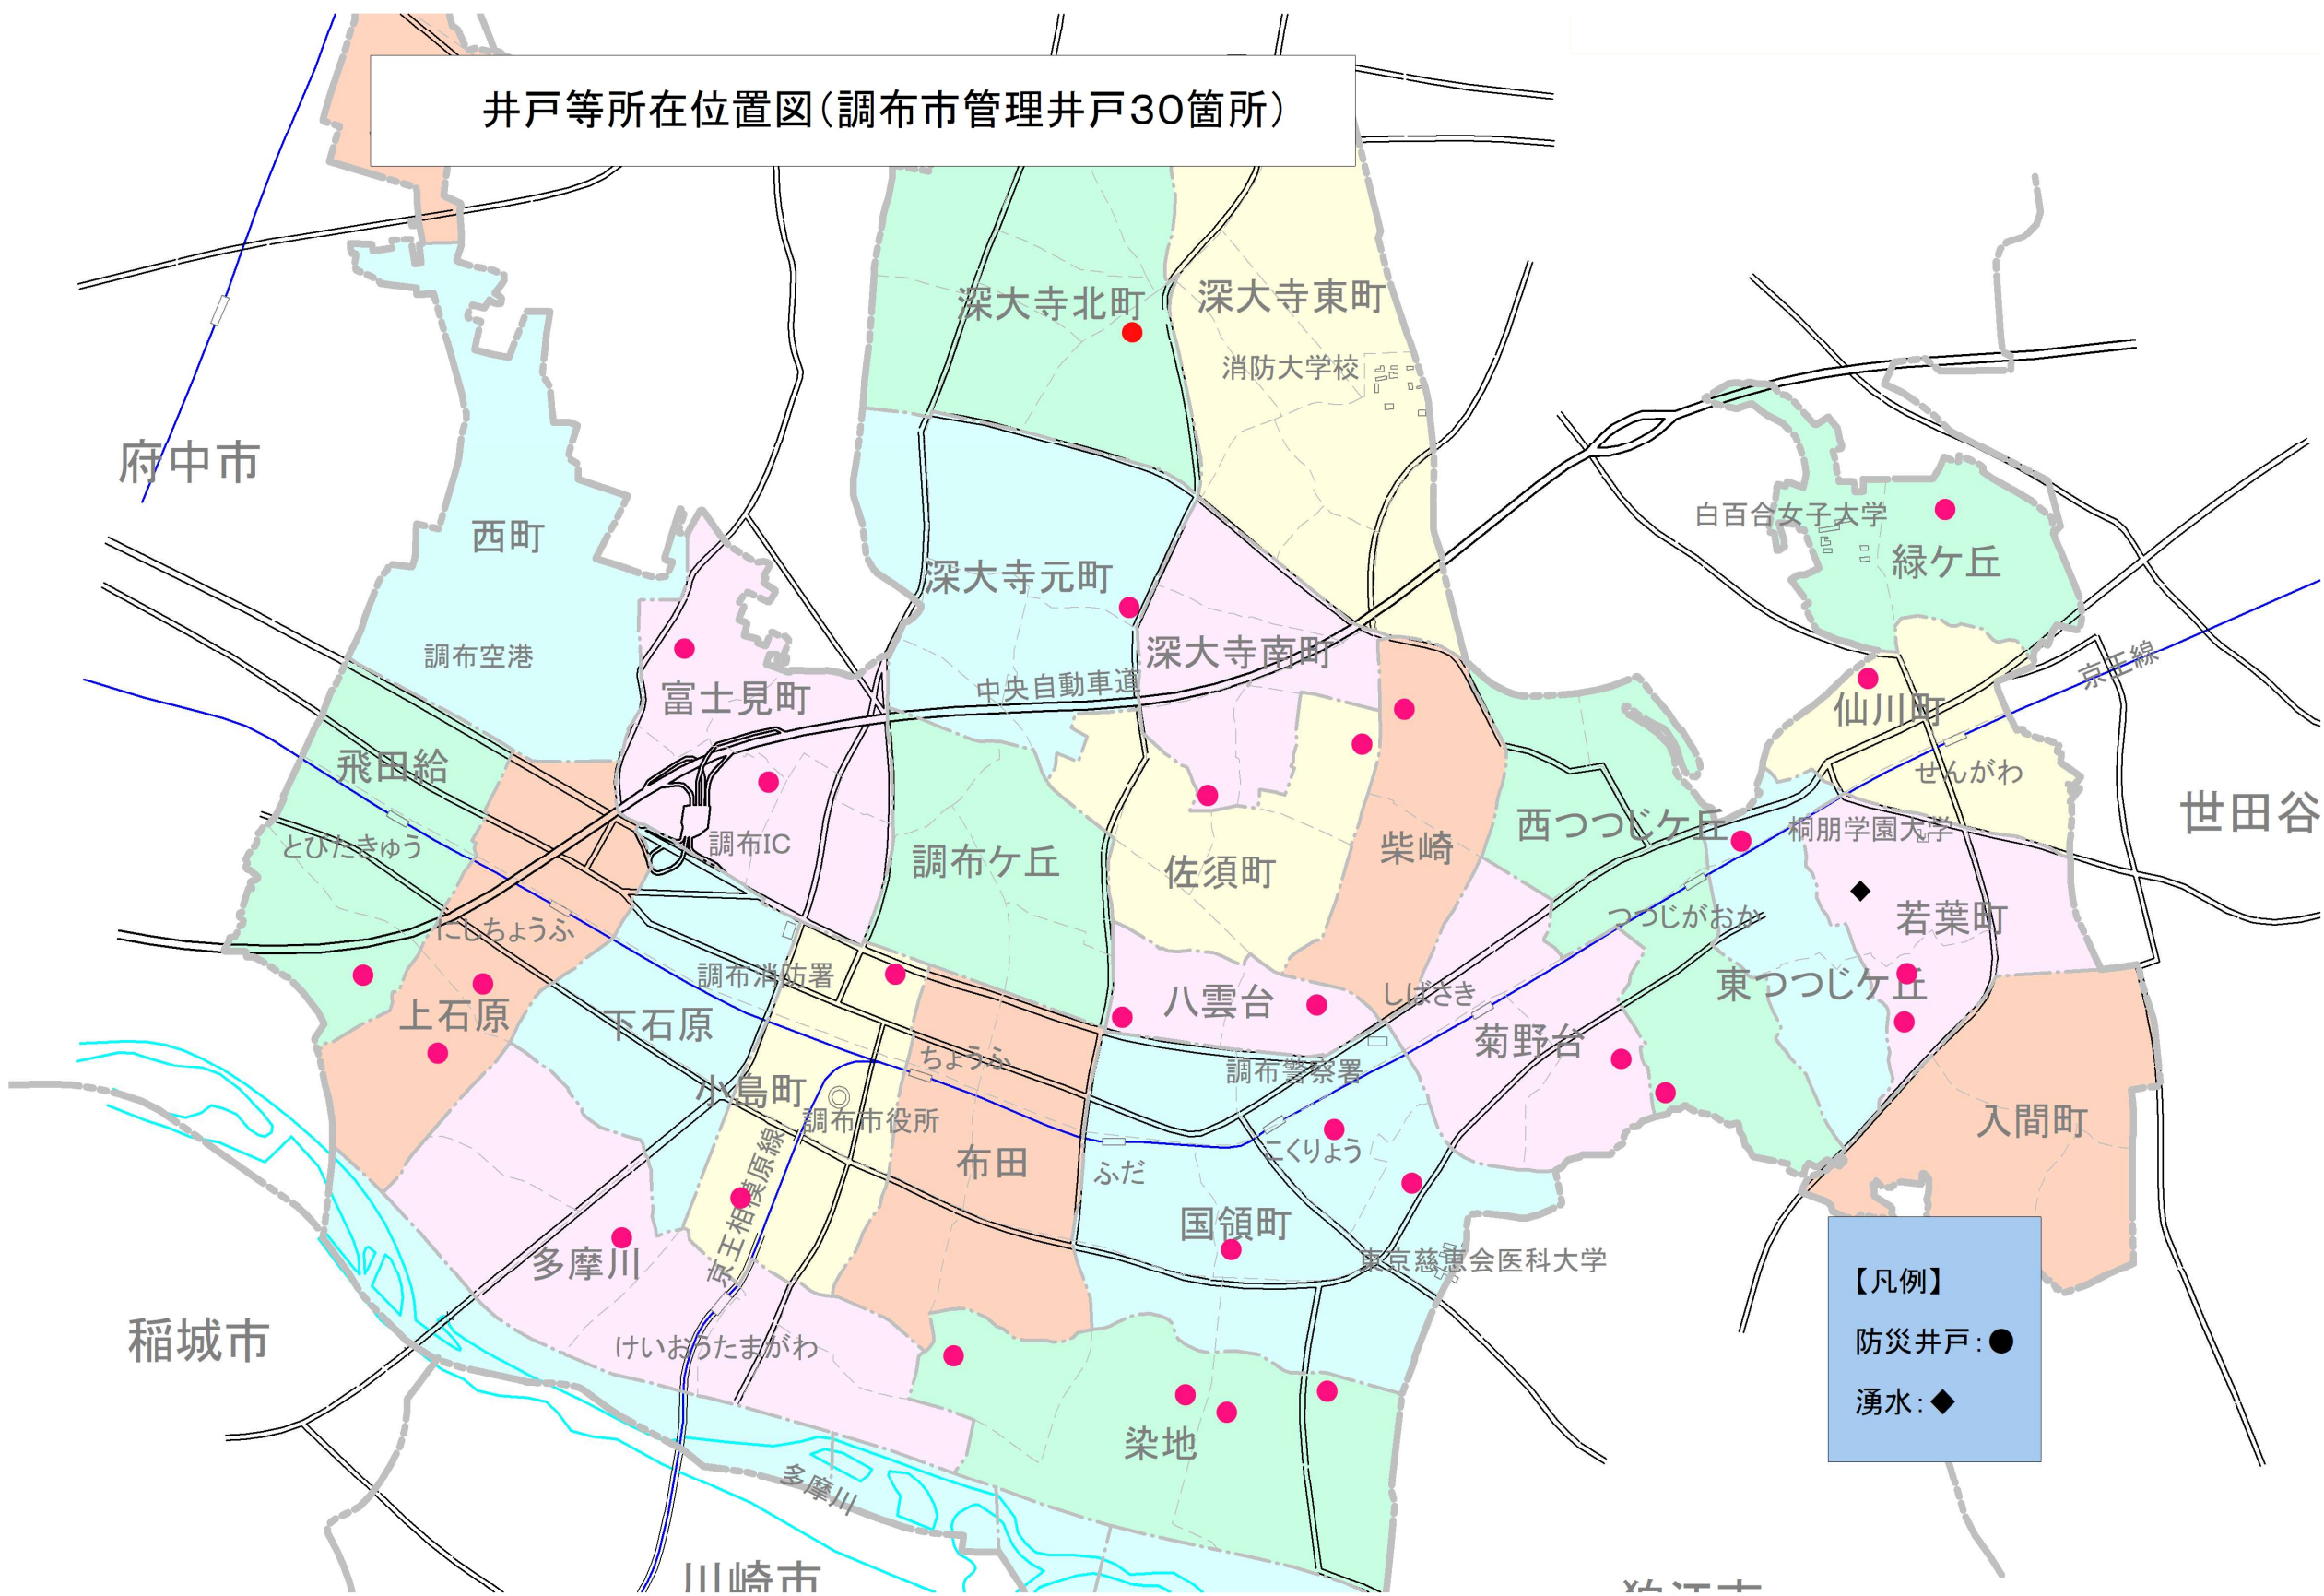 井戸等所在位置図(調布市管理井戸30箇所)
深大寺北町
深大寺東町
消防大学校
府中市
西町
白百合女子大学
緑ケ丘
深大寺元町
調布空港
深大寺南町
京王線
中央自動車道
富士見町
仙川町
飛田給
せんがわ
世田谷
とびたきゅう
調布IC
調布ケ丘
佐須町
柴崎
西つつじケ丘
桐朋学園大学
つつじがおか
若葉町
にしちょうふ
調布消防署
上石原
下石原
八雲台
しばさき
東つつじケ丘
菊野台
ちょうふ
調布警察署
小島町
調布市役所
入間町
布田
ふだ
こくりょう
京王相模原線
国領町
多摩川
東京慈恵会医科大学
【凡例】
防災井戸:●
湧水:◆
稲城市
けいおうたまがわ
染地
多摩川
川崎市